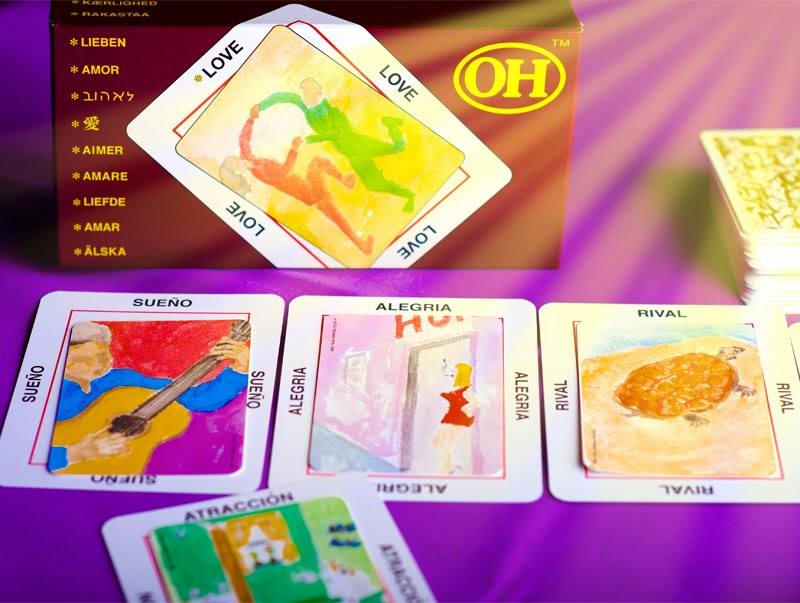 KÆRLIGHED
* RAKASTAA
* LIEBEN
* AMOR
* לאהוב
* 愛
* AIMER
* AMARE
* LIEFDE
* AMAR
* ÄLSKA
* LOVE
LOVE
LOVE
LOVE
OH
TM
SUEÑO
SUEÑO
SUEÑO
SUEÑO
ALEGRIA
ALEGRIA
ALEGRIA
ALEGRIA
RIVAL
RIVAL
RIVAL
RIVAL
ATRACCIÓN